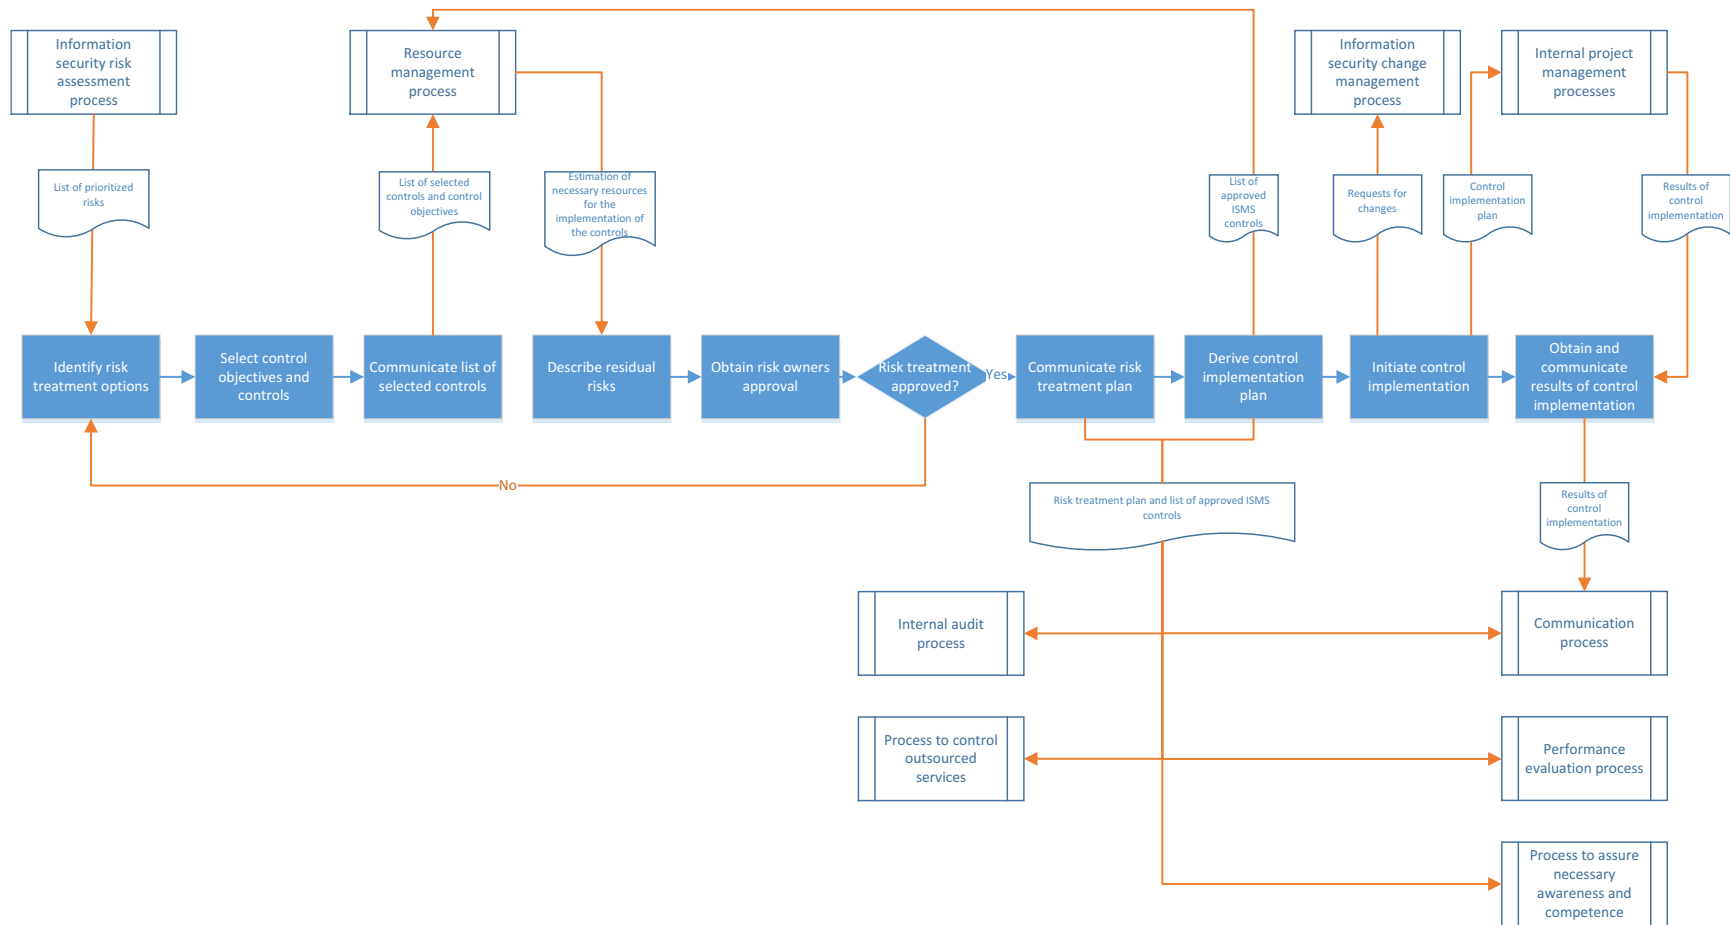 Information
security risk
assessment
process
Resource
management
process
Information
security change
management
process
Internal project
management
processes
List of prioritized
risks
List of selected
controls and control
objectives
Estimation of
necessary resources
for the
implementation of
the controls
List of
approved
ISMS
controls
Requests for
changes
Control
implementation
plan
Results of
control
implementation
Identify risk
treatment options
Select control
objectives and
controls
Communicate list of
selected controls
Describe residual
risks
Obtain risk owners
approval
Risk treatment
approved?
Yes
Communicate risk
treatment plan
Derive control
implementation
plan
Initiate control
implementation
Obtain and
communicate
results of control
implementation
No
Risk treatment plan and list of approved ISMS
controls
Results of
control
implementation
Internal audit
process
Communication
process
Process to control
outsourced
services
Performance
evaluation process
Process to assure
necessary
awareness and
competence